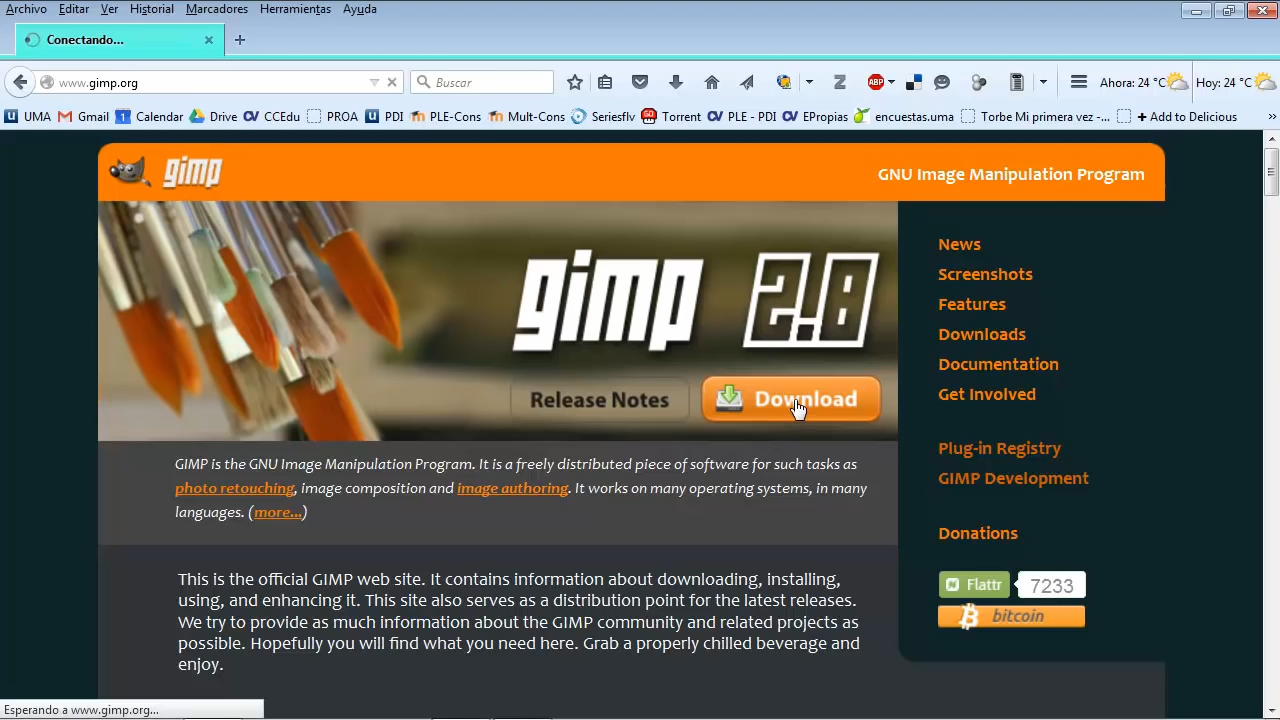 Archivo Editar Ver Historial Marcadores Herramientas Ayuda
Conectando...
www.gimp.org
Buscar
ABP
Ahora: 24 °C
Hoy: 24 °C
UMA Gmail Calendar Drive CCEdu PROA PDI PLE-Cons Mult-Cons Seriesflv Torrent PLE - PDI EPropias encuestas.uma Torbe Mi primera vez -... + Add to Delicious
gimp
GNU Image Manipulation Program
gimp 2.8
Release Notes
Download
News
Screenshots
Features
Downloads
Documentation
Get Involved
Plug-in Registry
GIMP Development
Donations
Flattr 7233
bitcoin
GIMP is the GNU Image Manipulation Program. It is a freely distributed piece of software for such tasks as
photo retouching, image composition and image authoring. It works on many operating systems, in many
languages. (more...)
This is the official GIMP web site. It contains information about downloading, installing,
using, and enhancing it. This site also serves as a distribution point for the latest releases.
We try to provide as much information about the GIMP community and related projects as
possible. Hopefully you will find what you need here. Grab a properly chilled beverage and
enjoy.
Esperando a www.gimp.org...